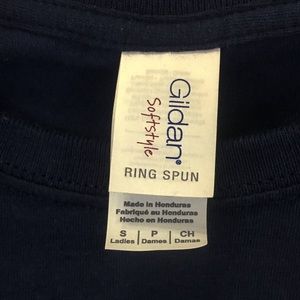 Gildan®
Softstyle
RING SPUN
Made in Honduras
Fabriqué au Honduras
Hecho en Honduras
S | P | CH
Ladies | Dames | Damas